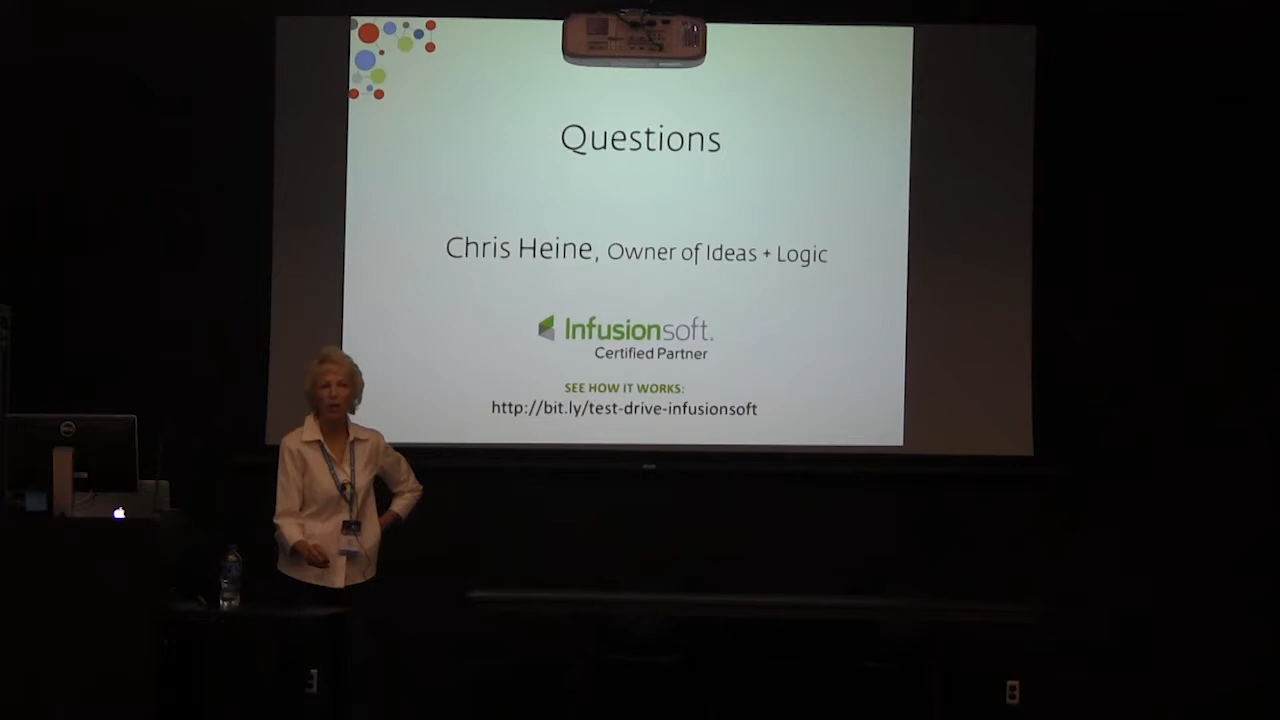 Questions
Chris Heine, Owner of Ideas + Logic
Infusionsoft.
Certified Partner
SEE HOW IT WORKS:
http://bit.ly/test-drive-infusionsoft
DELL